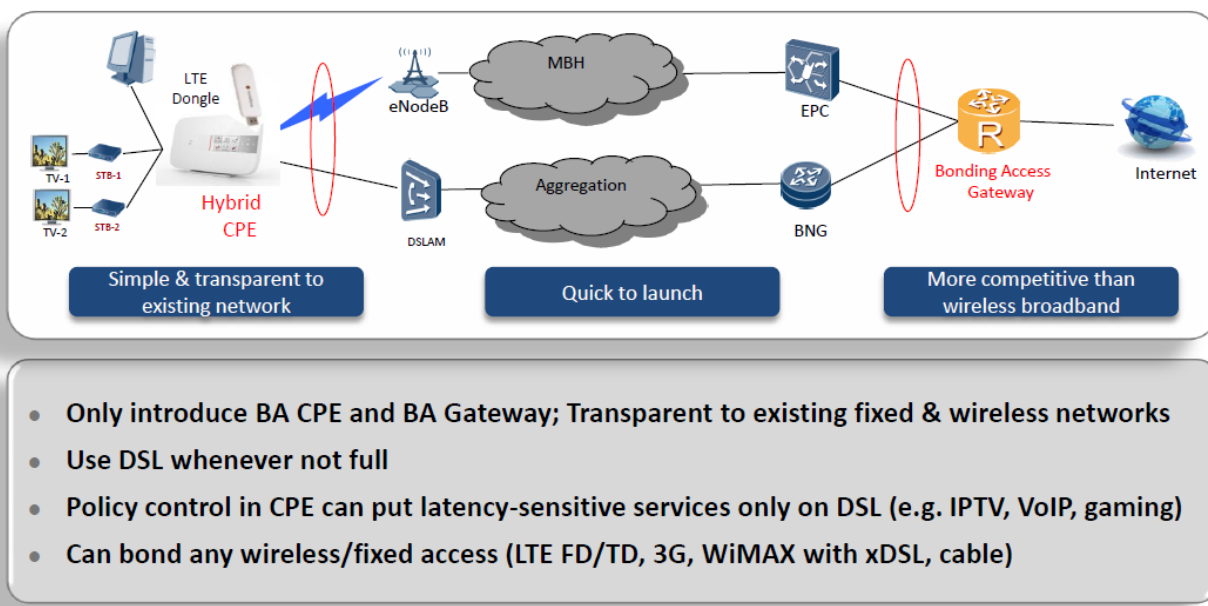 LTE
Dongle
TV-1
STB-1
TV-2
STB-2
Hybrid
CPE
eNodeB
MBH
EPC
DSLAM
Aggregation
BNG
R
Bonding Access
Gateway
Internet
Simple & transparent to
existing network
Quick to launch
More competitive than
wireless broadband
• Only introduce BA CPE and BA Gateway; Transparent to existing fixed & wireless networks
• Use DSL whenever not full
• Policy control in CPE can put latency-sensitive services only on DSL (e.g. IPTV, VoIP, gaming)
• Can bond any wireless/fixed access (LTE FD/TD, 3G, WiMAX with xDSL, cable)